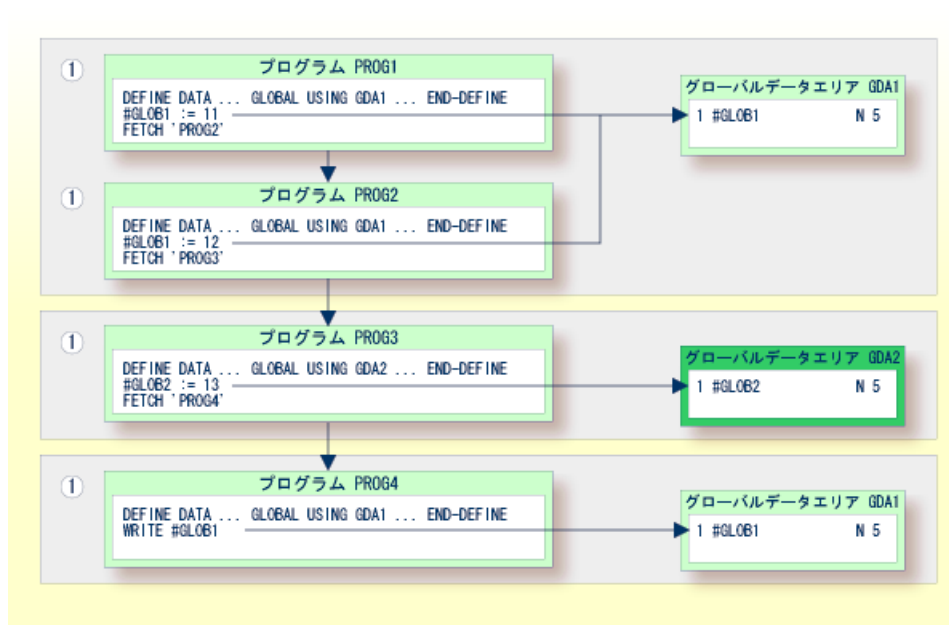 ①
プログラム PROG1
DEFINE DATA ... GLOBAL USING GDA1 ... END-DEFINE
#GLOB1 := 11
FETCH 'PROG2'
グローバルデータエリア GDA1
1 #GLOB1 N 5
①
プログラム PROG2
DEFINE DATA ... GLOBAL USING GDA1 ... END-DEFINE
#GLOB1 := 12
FETCH 'PROG3'
①
プログラム PROG3
DEFINE DATA ... GLOBAL USING GDA2 ... END-DEFINE
#GLOB2 := 13
FETCH 'PROG4'
グローバルデータエリア GDA2
1 #GLOB2 N 5
①
プログラム PROG4
DEFINE DATA ... GLOBAL USING GDA1 ... END-DEFINE
WRITE #GLOB1
グローバルデータエリア GDA1
1 #GLOB1 N 5